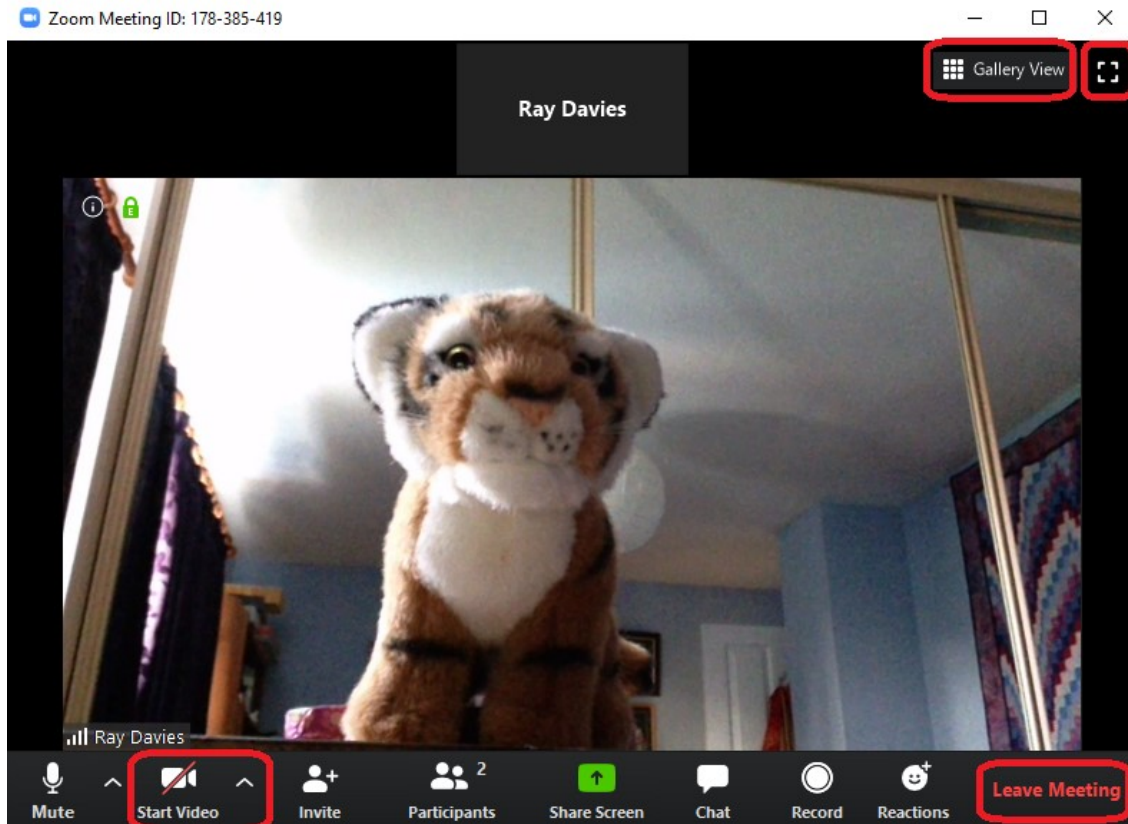 Zoom Meeting ID: 178-385-419
Gallery View
Ray Davies
E
Ray Davies
2
Mute
Start Video
Invite
Participants
Share Screen
Chat
Record
Reactions
Leave Meeting